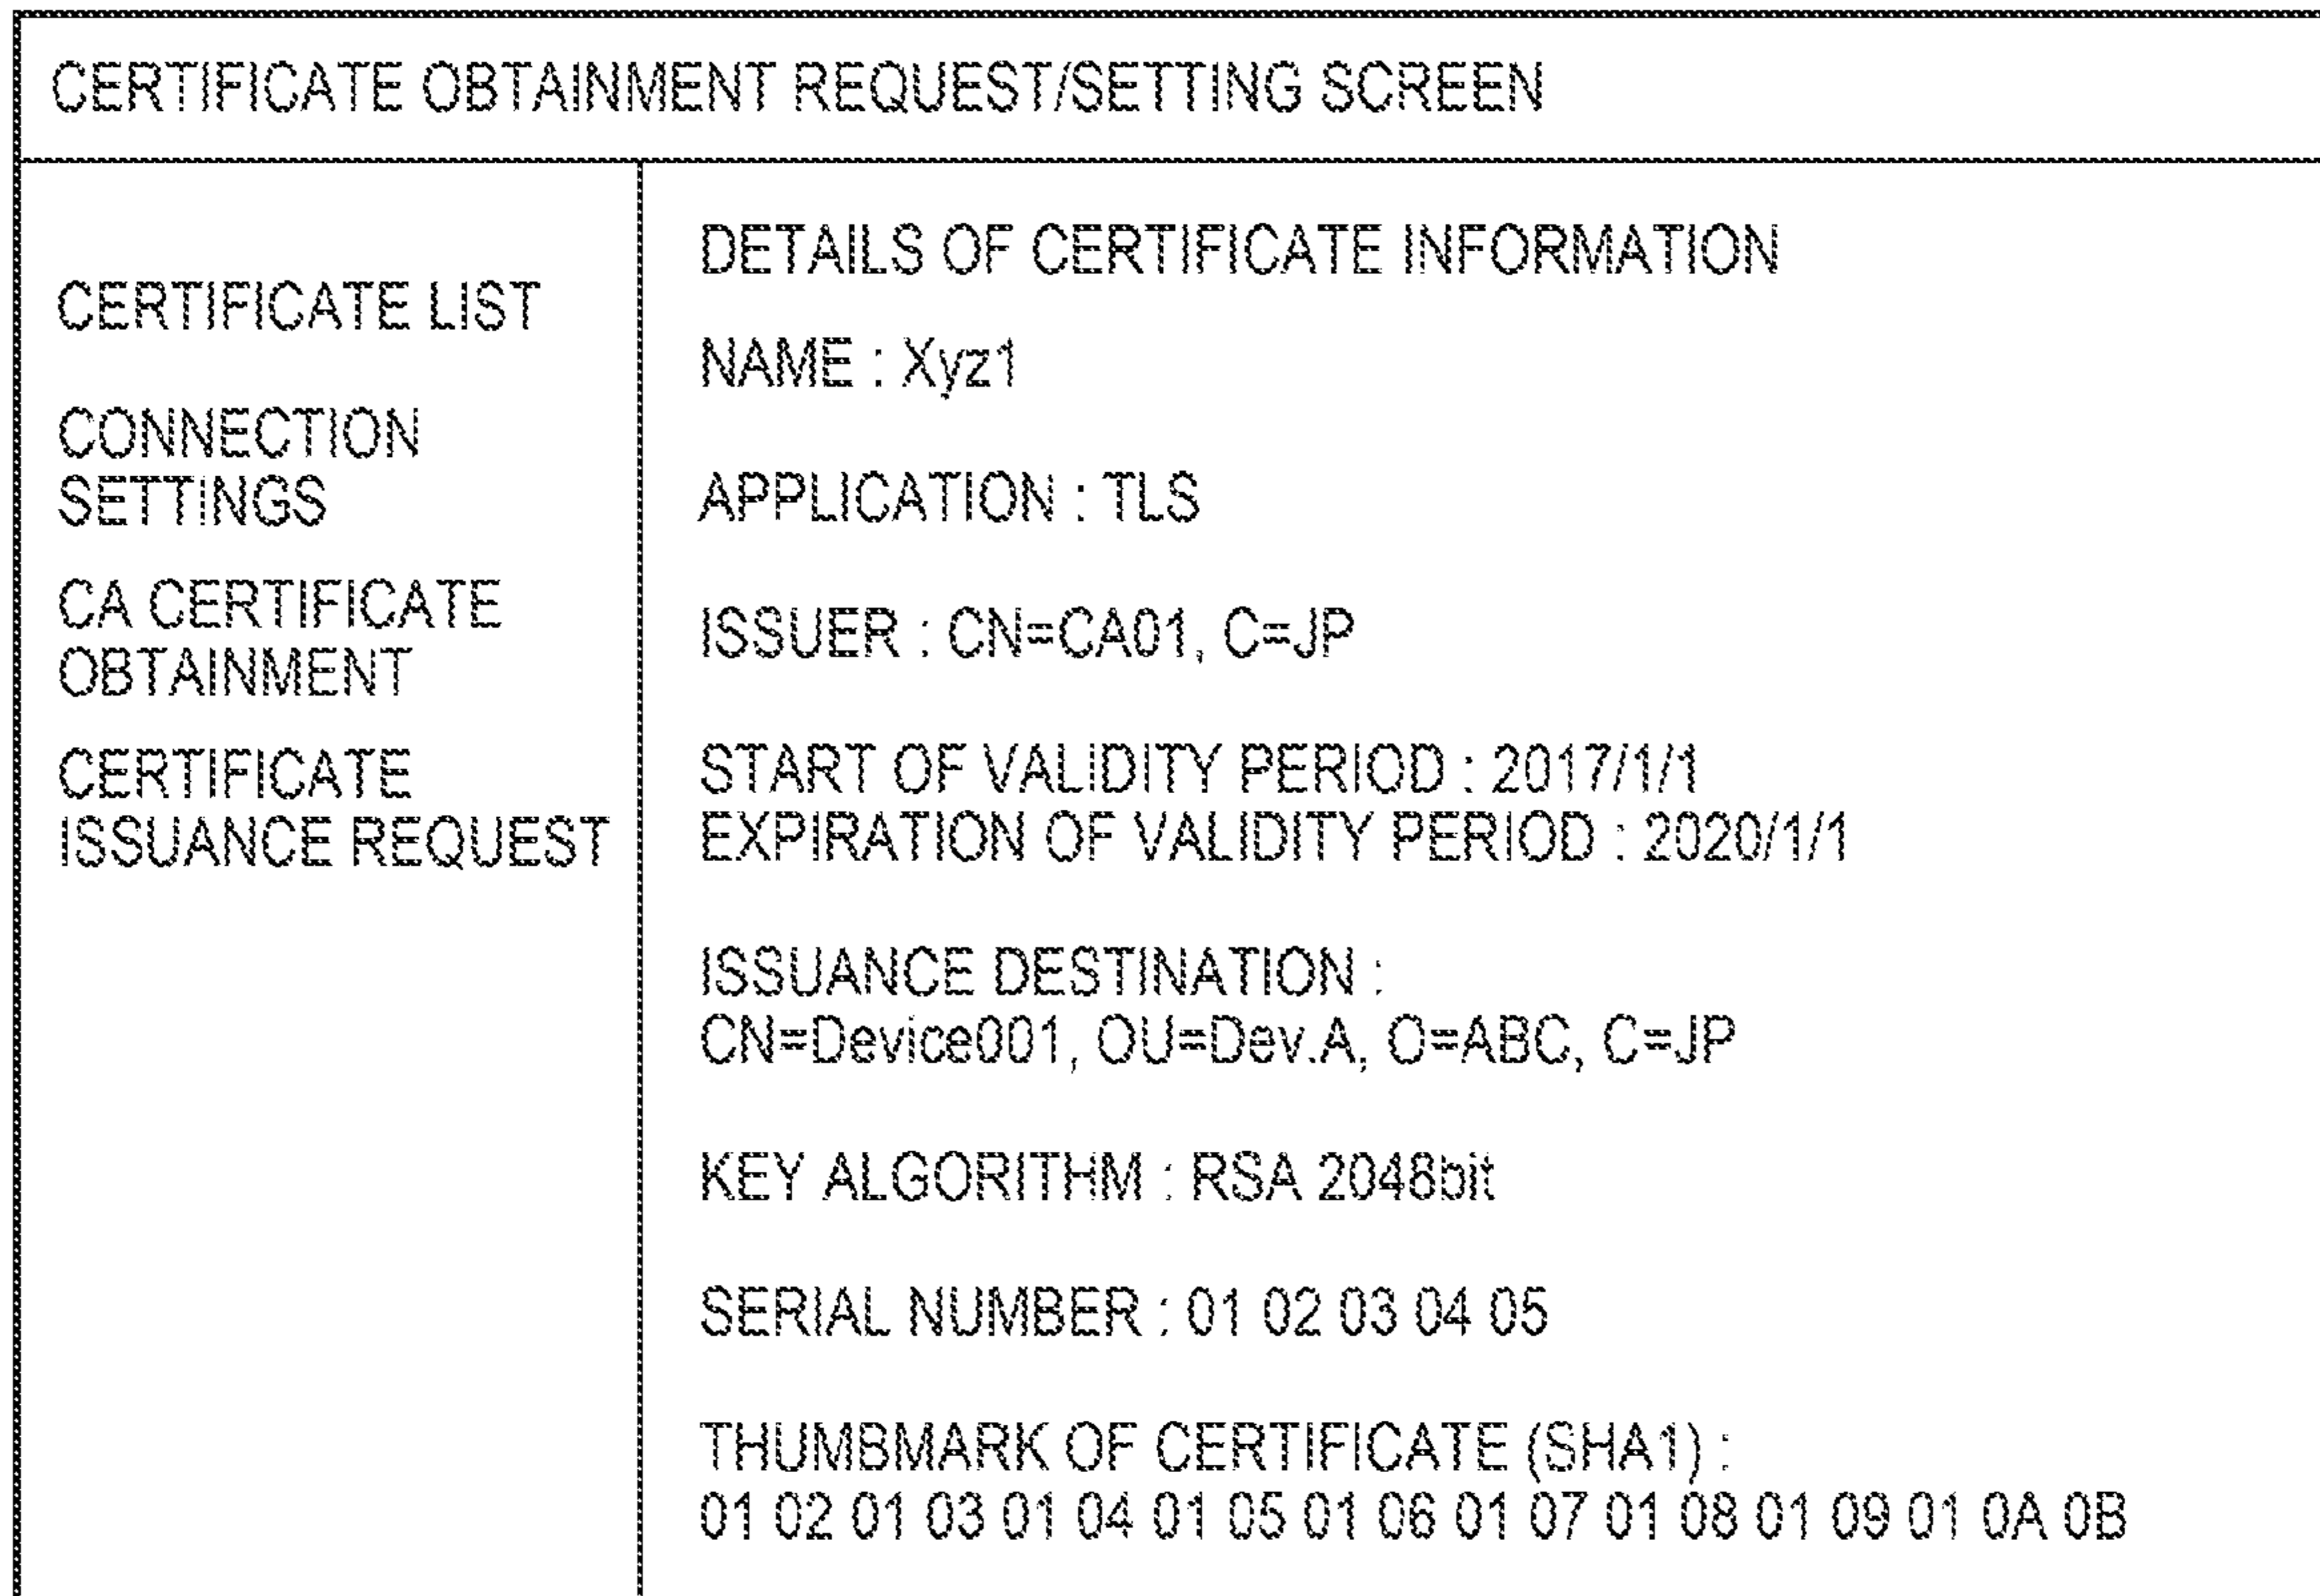 CERTIFICATE OBTAINMENT REQUEST/SETTING SCREEN
CERTIFICATE LIST
CONNECTION
SETTINGS
CA CERTIFICATE
OBTAINMENT
CERTIFICATE
ISSUANCE REQUEST
DETAILS OF CERTIFICATE INFORMATION
NAME : Xyz1
APPLICATION : TLS
ISSUER : CN=CA01, C=JP
START OF VALIDITY PERIOD : 2017/1/1
EXPIRATION OF VALIDITY PERIOD : 2020/1/1
ISSUANCE DESTINATION :
CN=Device001, OU=Dev.A, O=ABC, C=JP
KEY ALGORITHM : RSA 2048bit
SERIAL NUMBER : 01 02 03 04 05
THUMBMARK OF CERTIFICATE (SHA1) :
01 02 01 03 01 04 01 05 01 06 01 07 01 08 01 09 01 0A 0B